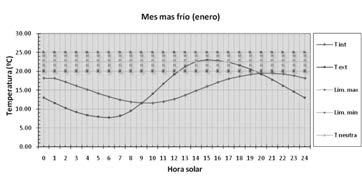 Mes mas frio (enero)
30.00
25.00
20.00
15.00
10.00
5.00
0.00
Temperatura (ºC)
0 1 2 3 4 5 6 7 8 9 10 11 12 13 14 15 16 17 18 19 20 21 22 23 24
Hora solar
T int
T ext
Lim. max
Lim. min
T neutra